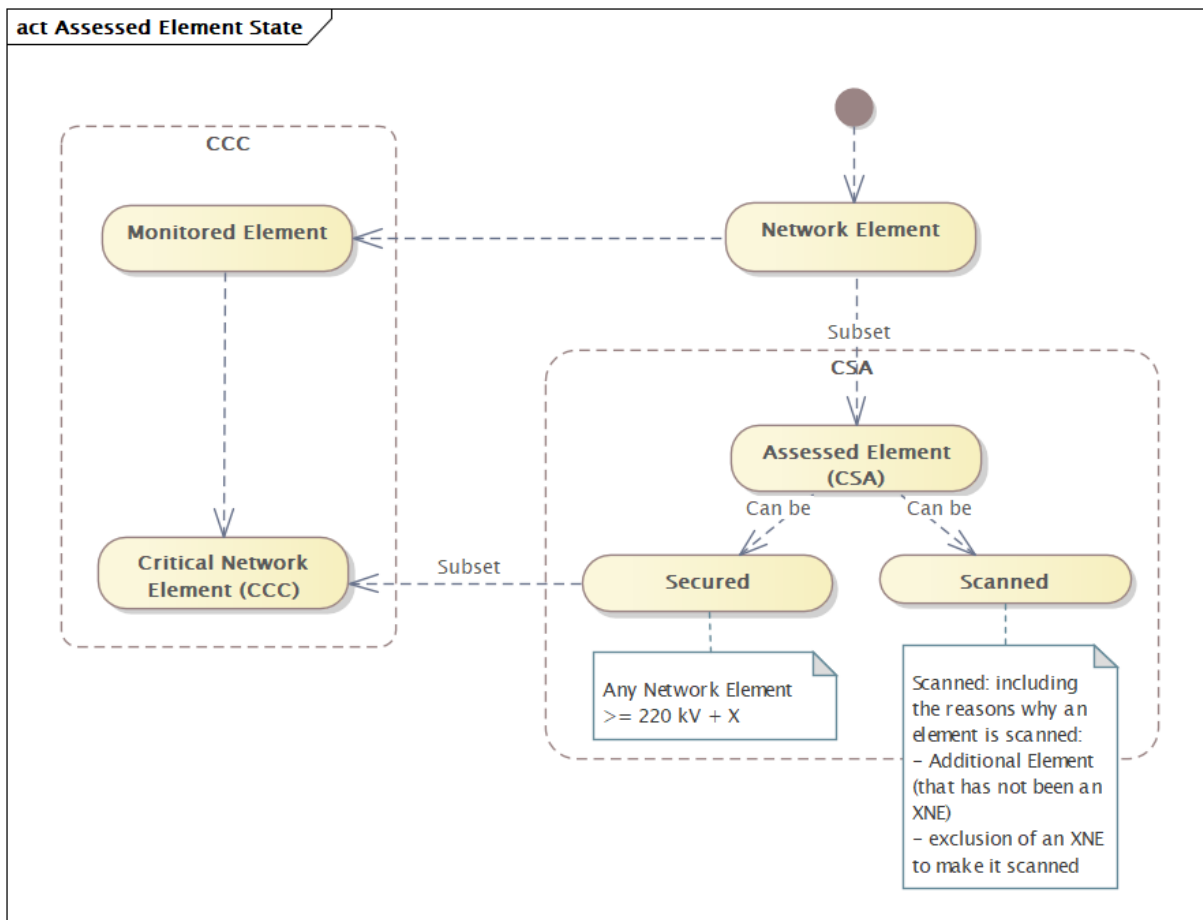 act Assessed Element State
CCC
Monitored Element
Network Element
Subset
CSA
Assessed Element
(CSA)
Can be
Can be
Critical Network
Element (CCC)
Subset
Secured
Scanned
Any Network Element
>= 220 kV + X
Scanned: including
the reasons why an
element is scanned:
– Additional Element
(that has not been an
XNE)
– exclusion of an XNE
to make it scanned